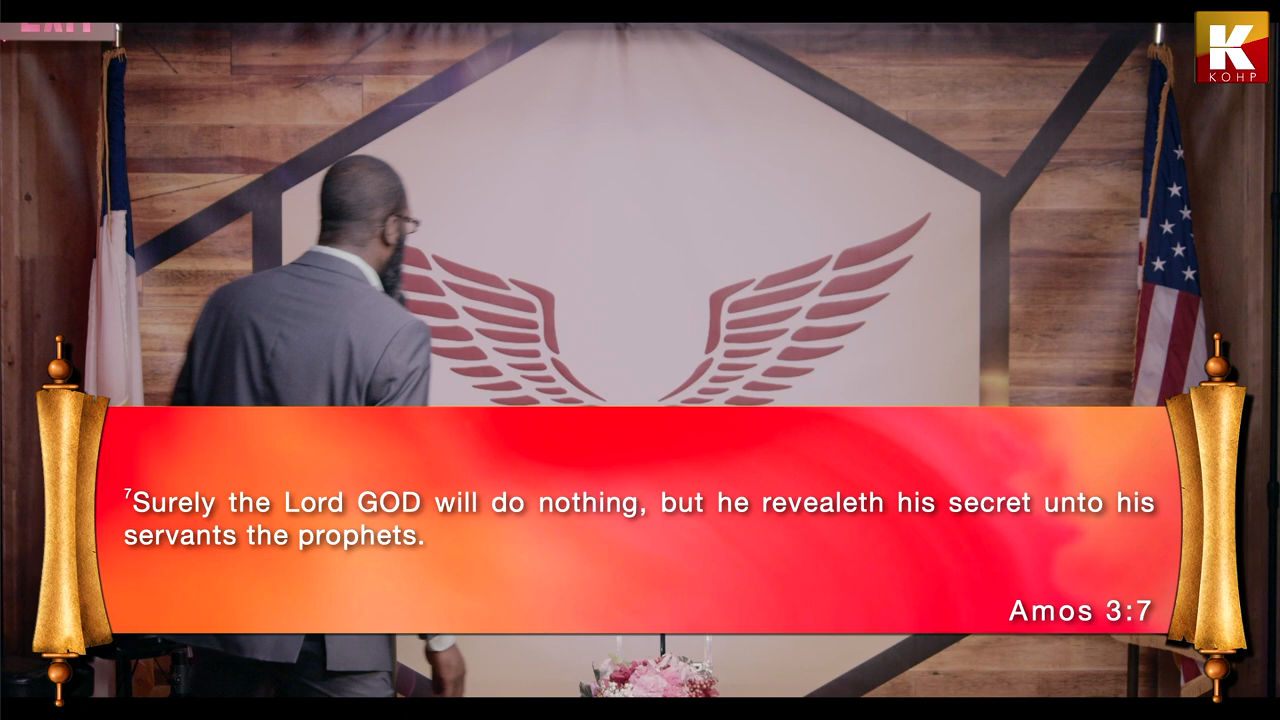 EXIT
K
KOHP
⁷Surely the Lord GOD will do nothing, but he revealeth his secret unto his
servants the prophets.
Amos 3:7